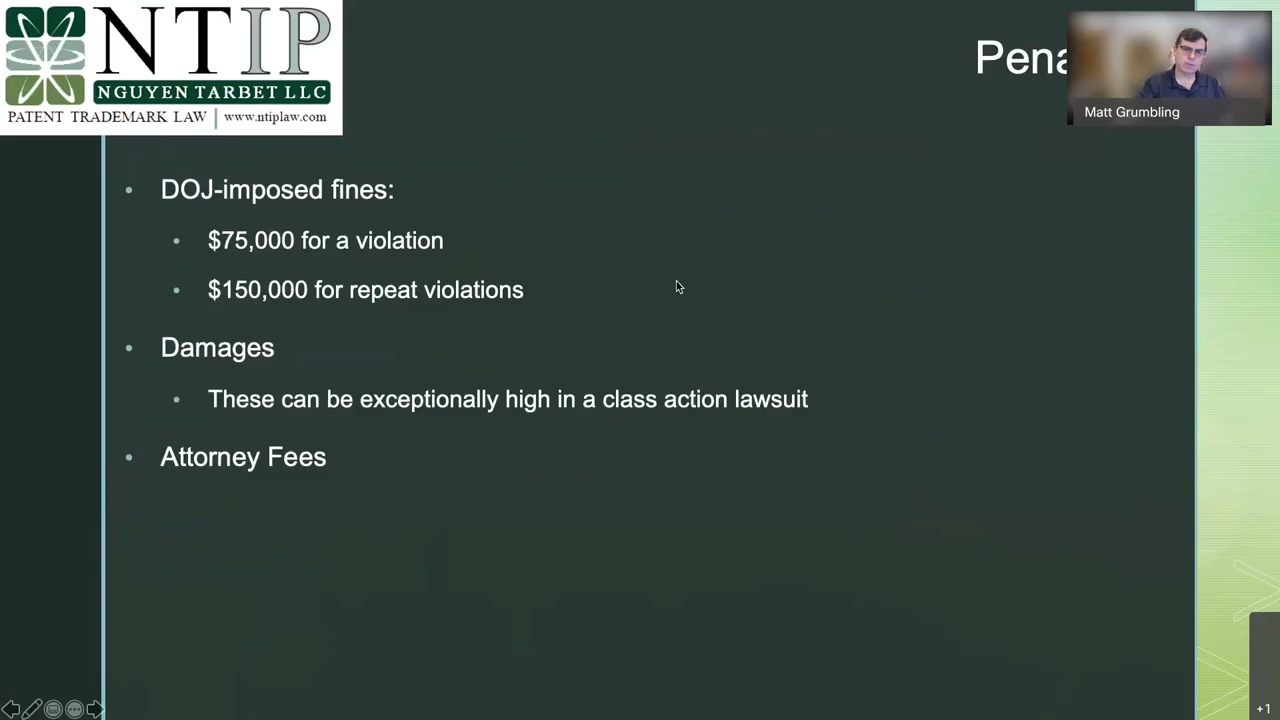 NTIP
NGUYEN TARBET LLC
PATENT TRADEMARK LAW | www.ntiplaw.com
Matt Grumbling
• DOJ-imposed fines:
• $75,000 for a violation
• $150,000 for repeat violations
• Damages
• These can be exceptionally high in a class action lawsuit
• Attorney Fees
+1